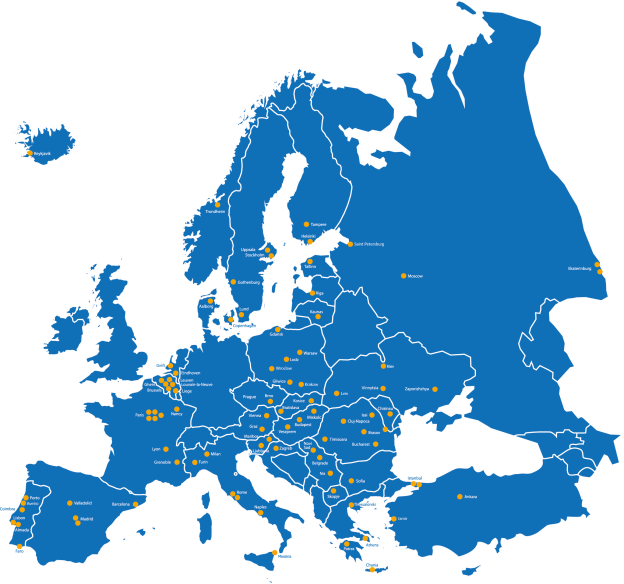 Reykjavik
Trondheim
Tampere
Helsinki
Saint Petersburg
Uppsala
Stockholm
Tallinn
Ekaterinburg
Moscow
Gothenburg
Riga
Aalborg
Lund
Copenhagen
Kaunas
Gdansk
Warsaw
Lodz
Wroclaw
Kiev
Delft
Eindhoven
Ghent
Leuven
Louvain-la-Neuve
Brussels
Liege
Gliwice
Krakow
Vinnytsia
Zaporizhzhya
Lviv
Prague
Brno
Kosice
Paris
Nancy
Vienna
Bratislava
Chisinau
Iasi
Budapest
Cluj-Napoca
Graz
Veszprem
Brasov
Maribor
Timisoara
Bucharest
Lyon
Ljubljana
Zagreb
Novi
Sad
Milan
Grenoble
Turin
Belgrade
Nis
Sofia
Istanbul
Rome
Skopje
Ankara
Porto
Aveiro
Valladolid
Barcelona
Coimbra
Naples
Thessaloniki
Lisbon
Madrid
Izmir
Almada
Patras
Athens
Faro
Messina
Chania